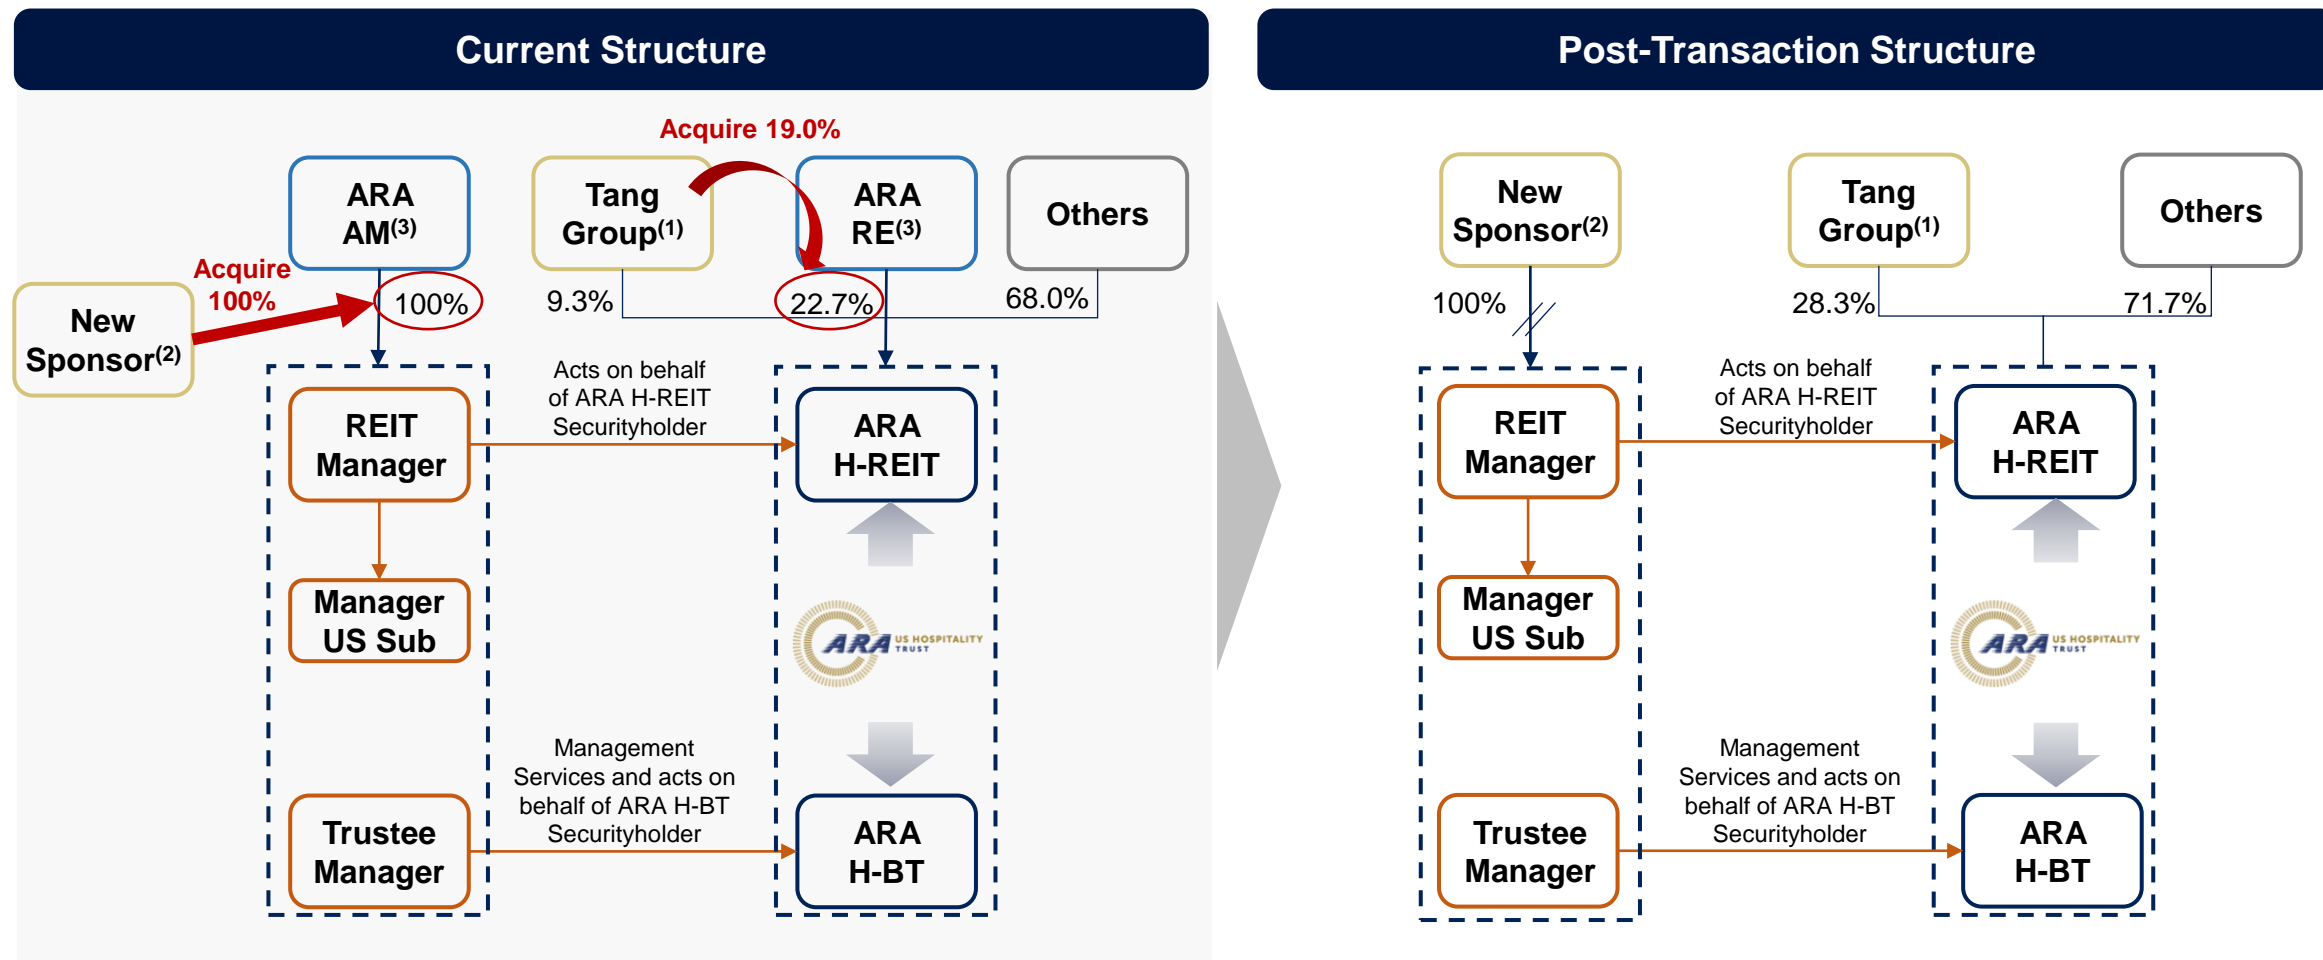 Current Structure
Acquire 19.0%
ARA
AM(3)
Tang
Group(1)
ARA
RE(3)
Others
Acquire
100%
New
Sponsor(2)
100%
9.3%
22.7%
68.0%
Acts on behalf
of ARA H-REIT
Securityholder
REIT
Manager
ARA
H-REIT
Manager
US Sub
ARA US HOSPITALITY
TRUST
Management
Services and acts on
behalf of ARA H-BT
Securityholder
Trustee
Manager
ARA
H-BT
Post-Transaction Structure
New
Sponsor(2)
Tang
Group(1)
Others
100%
28.3%
71.7%
Acts on behalf
of ARA H-REIT
Securityholder
REIT
Manager
ARA
H-REIT
Manager
US Sub
ARA US HOSPITALITY
TRUST
Management
Services and acts on
behalf of ARA H-BT
Securityholder
Trustee
Manager
ARA
H-BT